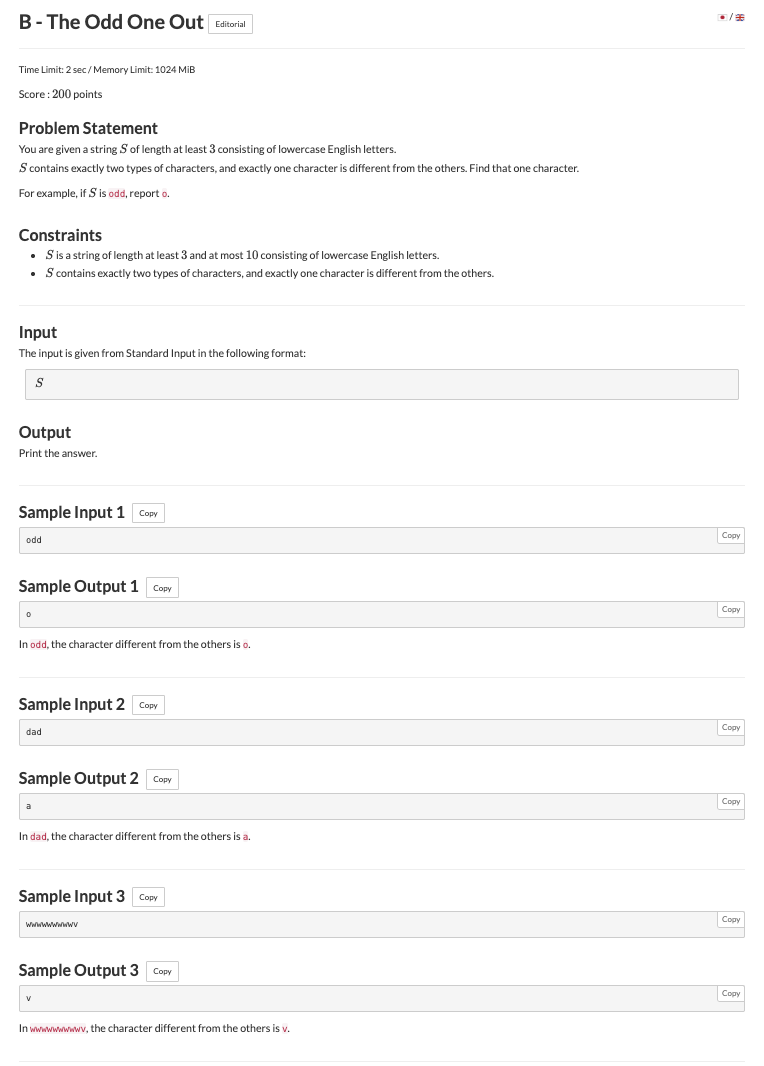 B - The Odd One Out Editorial
/
Time Limit: 2 sec / Memory Limit: 1024 MiB
Score : 200 points
Problem Statement
You are given a string S of length at least 3 consisting of lowercase English letters.
S contains exactly two types of characters, and exactly one character is different from the others. Find that one character.
For example, if S is odd, report o.
Constraints
• S is a string of length at least 3 and at most 10 consisting of lowercase English letters.
• S contains exactly two types of characters, and exactly one character is different from the others.
Input
The input is given from Standard Input in the following format:
S
Output
Print the answer.
Sample Input 1 Copy
Copy
odd
Sample Output 1 Copy
Copy
o
In odd, the character different from the others is o.
Sample Input 2 Copy
Copy
dad
Sample Output 2 Copy
Copy
a
In dad, the character different from the others is a.
Sample Input 3 Copy
Copy
wwwwwwwwwv
Sample Output 3 Copy
Copy
v
In wwwwwwwwwv, the character different from the others is v.